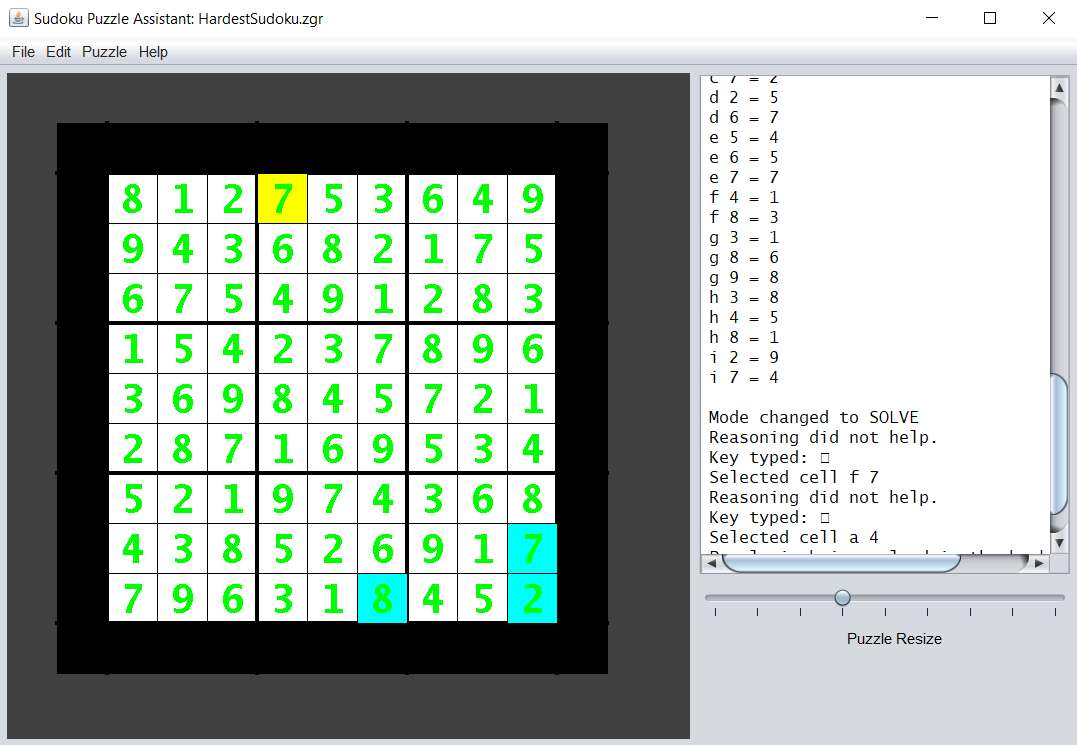 Sudoku Puzzle Assistant: HardestSudoku.zgr
File Edit Puzzle Help
8 1 2 7 5 3 6 4 9
9 4 3 6 8 2 1 7 5
6 7 5 4 9 1 2 8 3
1 5 4 2 3 7 8 9 6
3 6 9 8 4 5 7 2 1
2 8 7 1 6 9 5 3 4
5 2 1 9 7 4 3 6 8
4 3 8 5 2 6 9 1 7
7 9 6 3 1 8 4 5 2
c 7 = 2
d 2 = 5
d 6 = 7
e 5 = 4
e 6 = 5
e 7 = 7
f 4 = 1
f 8 = 3
g 3 = 1
g 8 = 6
g 9 = 8
h 3 = 8
h 4 = 5
h 8 = 1
i 2 = 9
i 7 = 4
Mode changed to SOLVE
Reasoning did not help.
Key typed: □
Selected cell f 7
Reasoning did not help.
Key typed: □
Selected cell a 4
Puzzle Resize